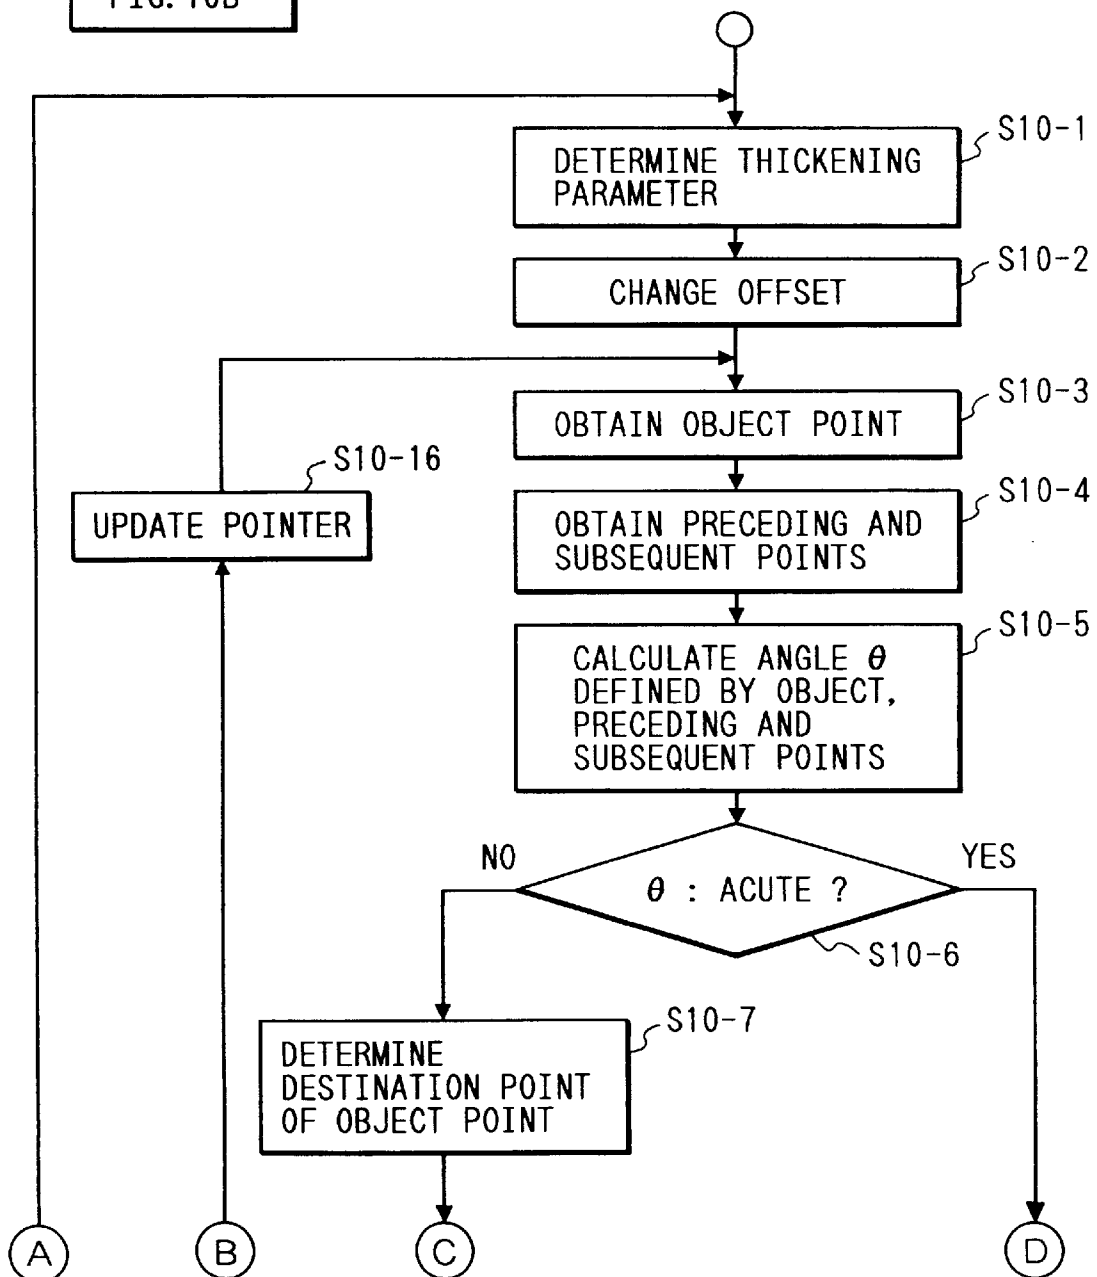 FIG. 10B
S10-1
DETERMINE THICKENING
PARAMETER
S10-2
CHANGE OFFSET
S10-3
OBTAIN OBJECT POINT
S10-16
UPDATE POINTER
S10-4
OBTAIN PRECEDING AND
SUBSEQUENT POINTS
S10-5
CALCULATE ANGLE θ
DEFINED BY OBJECT,
PRECEDING AND
SUBSEQUENT POINTS
NO
YES
θ : ACUTE ?
S10-6
S10-7
DETERMINE
DESTINATION POINT
OF OBJECT POINT
A
B
C
D